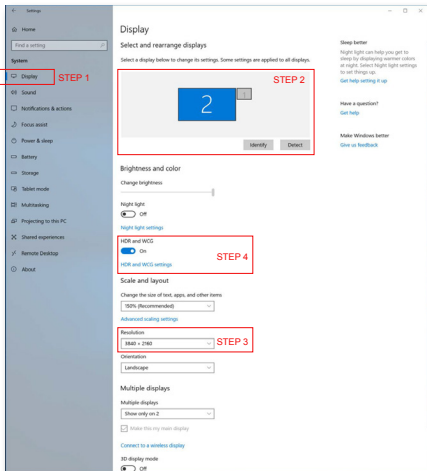 Settings
Home
Find a setting
System
Display
STEP 1
Sound
Notifications & actions
Focus assist
Power & sleep
Battery
Storage
Tablet mode
Multitasking
Projecting to this PC
Shared experiences
Remote Desktop
About
Display
Select and rearrange displays
Select a display below to change its settings. Some settings are applied to all displays.
STEP 2
2
1
Identify
Detect
Brightness and color
Change brightness
Night light
Off
Night light settings
HDR and WCG
On
STEP 4
HDR and WCG settings
Scale and layout
Change the size of text, apps, and other items
150% (Recommended)
Advanced scaling settings
Resolution
3840 × 2160
STEP 3
Orientation
Landscape
Multiple displays
Multiple displays
Show only on 2
Make this my main display
Connect to a wireless display
3D display mode
Off
Sleep better
Night light can help you get to
sleep by displaying warmer colors
at night. Select Night light settings
to set things up.
Get help setting it up
Have a question?
Get help
Make Windows better
Give us feedback